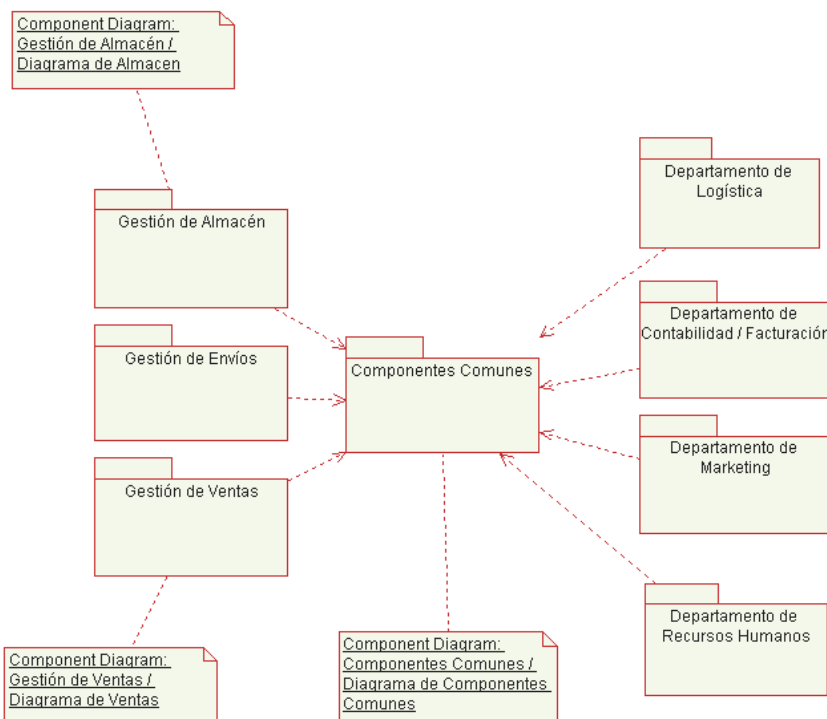 Component Diagram:
Gestión de Almacén /
Diagrama de Almacen
Departamento de
Logística
Gestión de Almacén
Departamento de
Contabilidad / Facturación
Gestión de Envíos
Componentes Comunes
Departamento de
Marketing
Gestión de Ventas
Departamento de
Recursos Humanos
Component Diagram:
Gestión de Ventas /
Diagrama de Ventas
Component Diagram:
Componentes Comunes /
Diagrama de Componentes
Comunes